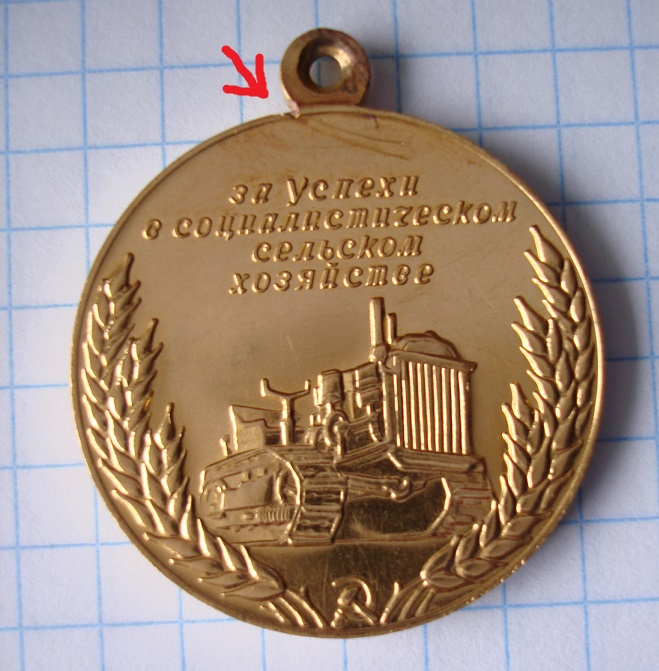 за успехи
в социалистическом
сельском
хозяйстве